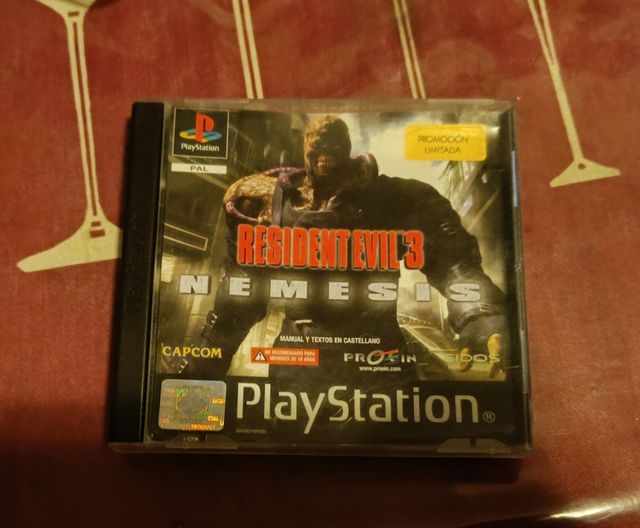 PlayStation
PAL
PROMOCIÓN
LIMITADA
RESIDENT EVIL 3
NEMESIS
MANUAL Y TEXTOS EN CASTELLANO
CAPCOM
NO RECOMENDADO PARA
MENORES DE 18 AÑOS
PROEIN
www.proein.com
EIDOS
PlayStation®